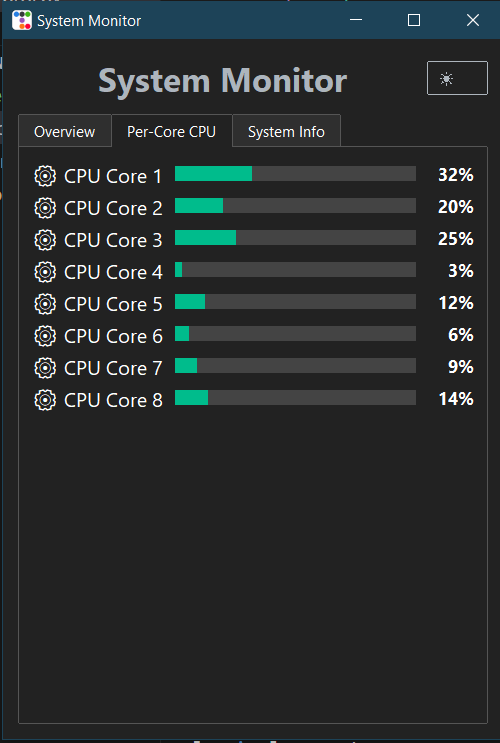 System Monitor
System Monitor
Overview Per-Core CPU System Info
CPU Core 1 32%
CPU Core 2 20%
CPU Core 3 25%
CPU Core 4 3%
CPU Core 5 12%
CPU Core 6 6%
CPU Core 7 9%
CPU Core 8 14%